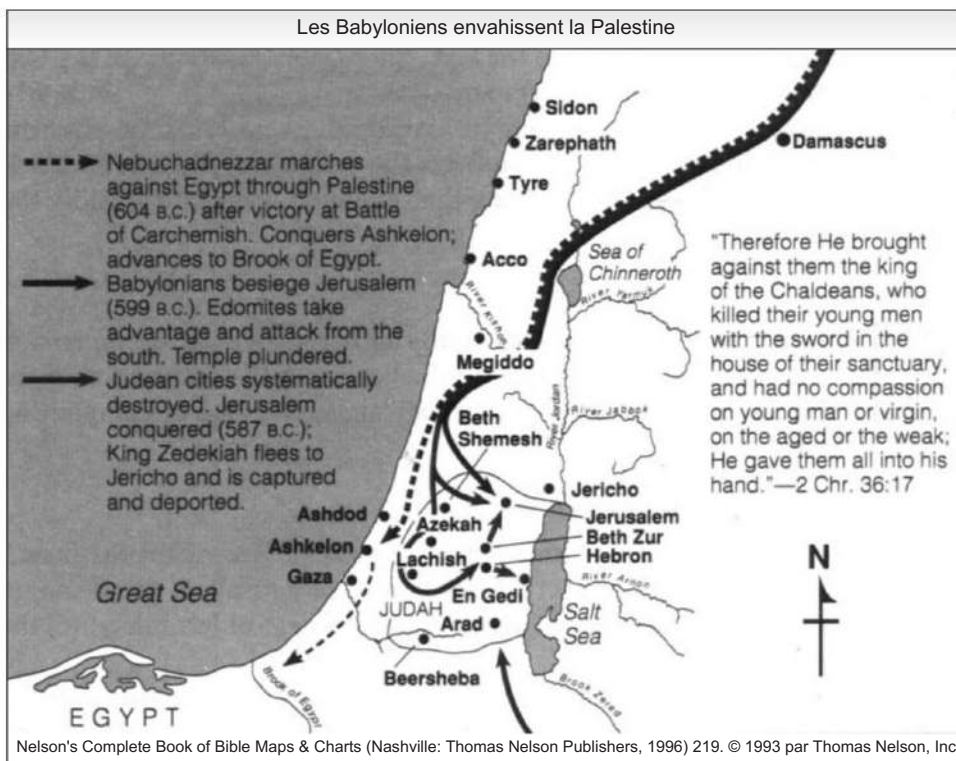 Les Babyloniens envahissent la Palestine
Nebuchadnezzar marches
against Egypt through Palestine
(604 B.C.) after victory at Battle
of Carchemish. Conquers Ashkelon;
advances to Brook of Egypt.
Babylonians besiege Jerusalem
(599 B.C.). Edomites take
advantage and attack from the
south. Temple plundered.
Judean cities systematically
destroyed. Jerusalem
conquered (587 B.C.);
King Zedekiah flees to
Jericho and is captured
and deported.
Sidon
Zarephath
Damascus
Tyre
Acco
Sea of
Chinneroth
River Yarmuk
River Kishon
Megiddo
"Therefore He brought
against them the king
of the Chaldeans, who
killed their young men
with the sword in the
house of their sanctuary,
and had no compassion
on young man or virgin,
on the aged or the weak;
He gave them all into his
hand."—2 Chr. 36:17
River Jordan
River Jabbok
Beth
Shemesh
Jericho
Ashdod
Azekah
Jerusalem
Beth Zur
Ashkelon
Lachish
Hebron
Gaza
En Gedi
River Arnon
Great Sea
JUDAH
Arad
Salt
Sea
Beersheba
Brook of Egypt
Brook Zered
EGYPT
N
Nelson's Complete Book of Bible Maps & Charts (Nashville: Thomas Nelson Publishers, 1996) 219. © 1993 par Thomas Nelson, Inc